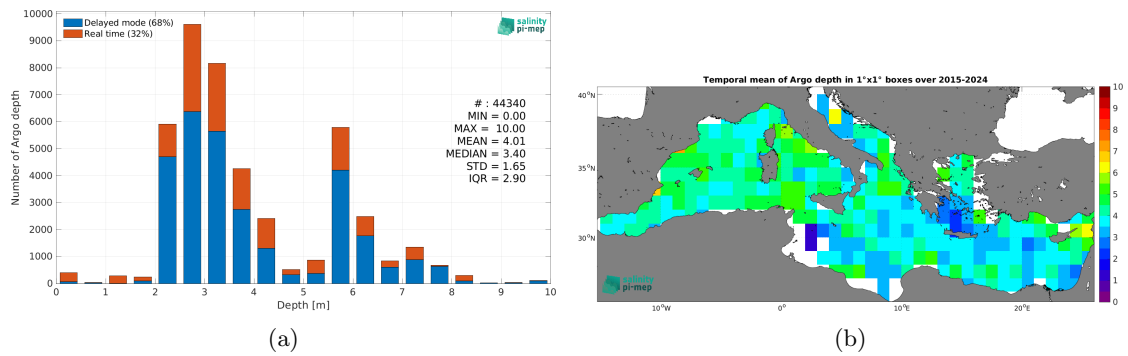 Delayed mode (68%)
Real time (32%)
salinity
pi-mep
10000
9000
8000
7000
6000
5000
4000
3000
2000
1000
0
Number of Argo depth
# : 44340
MIN = 0.00
MAX = 10.00
MEAN = 4.01
MEDIAN = 3.40
STD = 1.65
IQR = 2.90
0 1 2 3 4 5 6 7 8 9 10
Depth [m]
(a)
Temporal mean of Argo depth in 1°x1° boxes over 2015-2024
40°N
35°N
30°N
salinity
pi-mep
10°W 0° 10°E 20°E
10
9
8
7
6
5
4
3
2
1
0
(b)